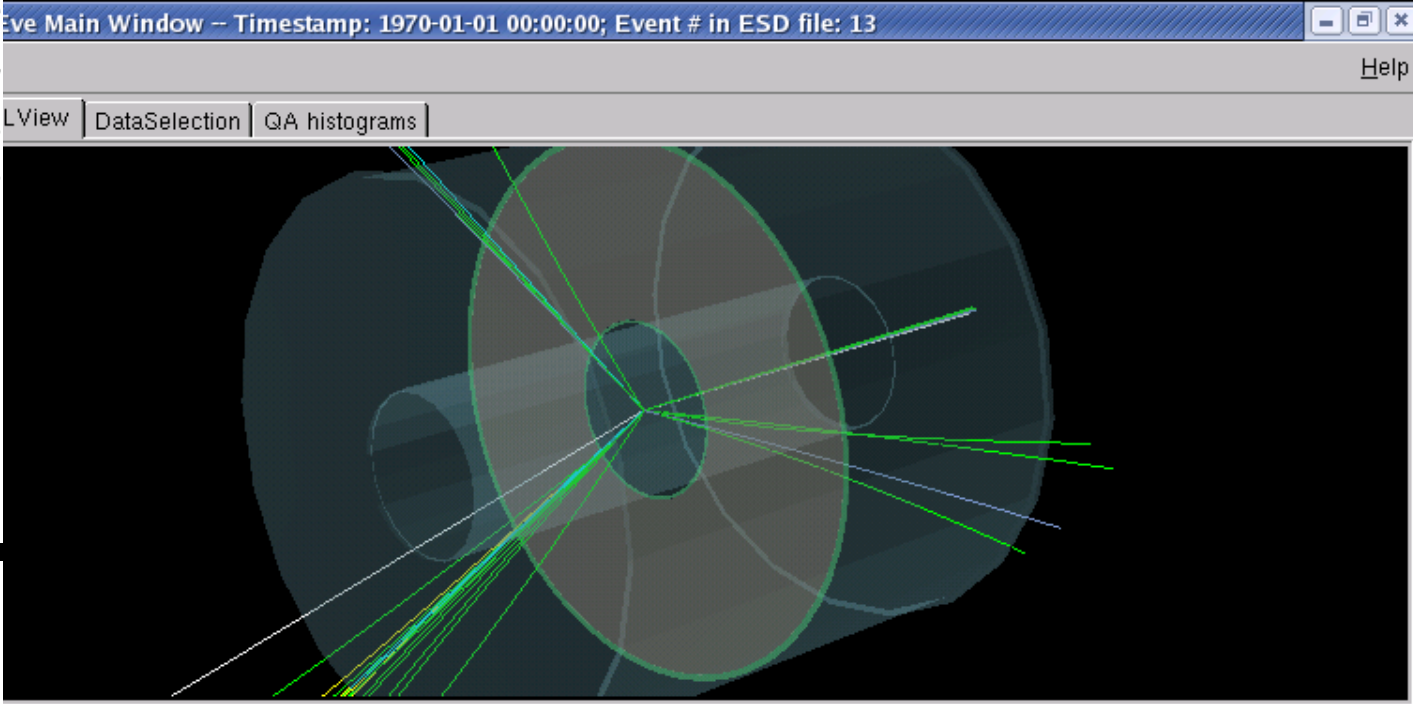 Eve Main Window -- Timestamp: 1970-01-01 00:00:00; Event # in ESD file: 13
Help
LView DataSelection QA histograms